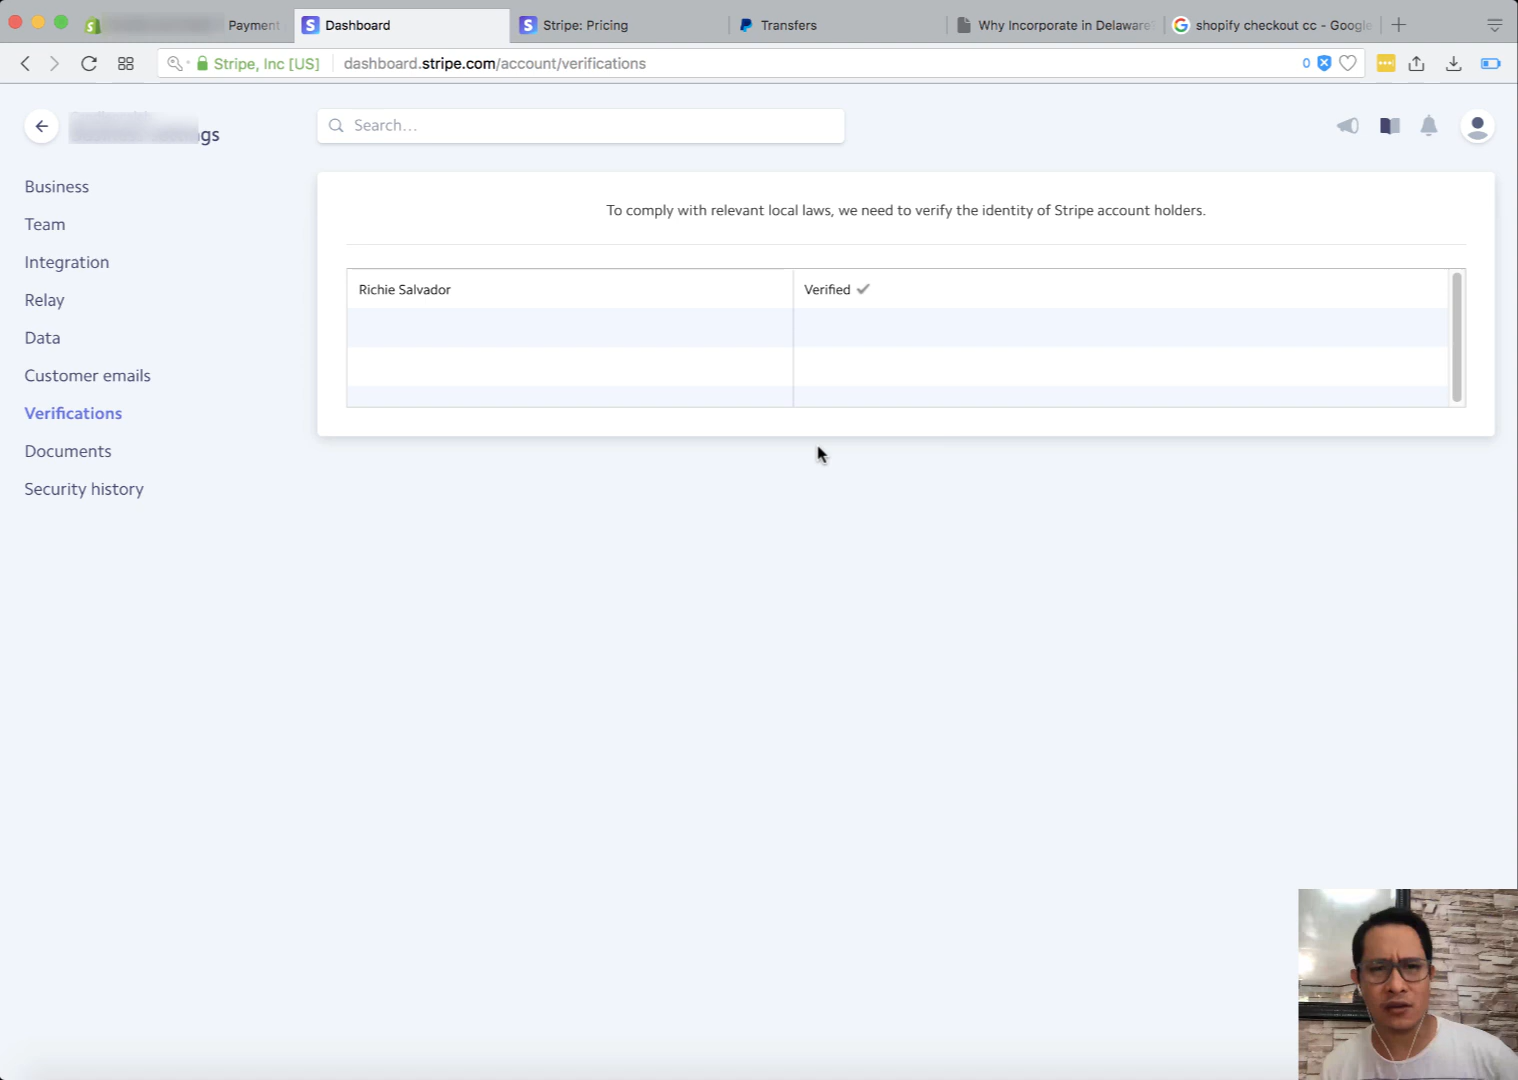 Payment
Dashboard
Stripe: Pricing
Transfers
Why Incorporate in Delaware
shopify checkout cc - Google
Stripe, Inc [US]
dashboard.stripe.com/account/verifications
0
gs
Search…
Business
Team
Integration
Relay
Data
Customer emails
Verifications
Documents
Security history
To comply with relevant local laws, we need to verify the identity of Stripe account holders.
Richie Salvador
Verified